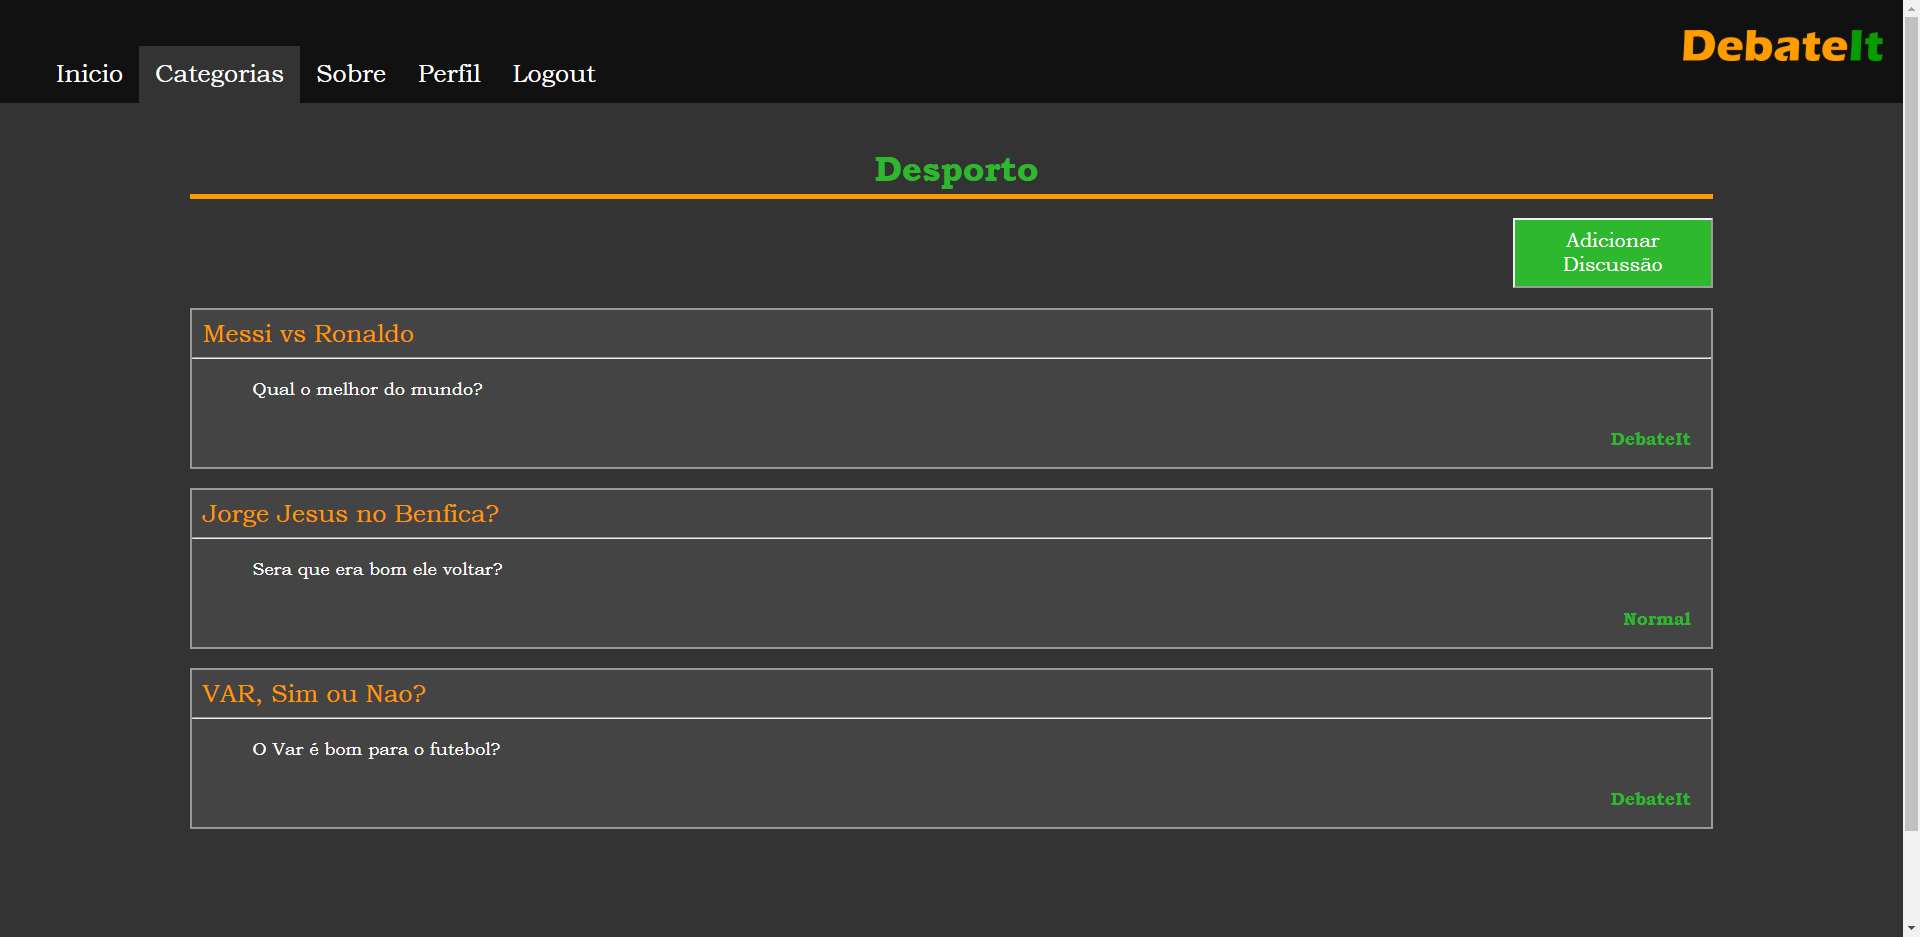 Inicio Categorias Sobre Perfil Logout
DebateIt
Desporto
Adicionar
Discussão
Messi vs Ronaldo
Qual o melhor do mundo?
DebateIt
Jorge Jesus no Benfica?
Sera que era bom ele voltar?
Normal
VAR, Sim ou Nao?
O Var é bom para o futebol?
DebateIt